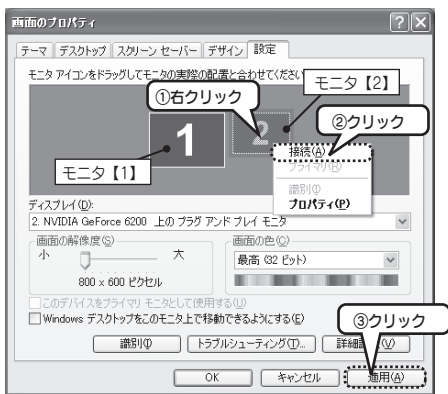 画面のプロパティ
テーマ デスクトップ スクリーン セーバー デザイン 設定
モニタ アイコンをドラッグしてモニタの実際の配置と合わせてください
①右クリック
モニタ【2】
②クリック
1
2
モニタ【1】
接続(A)
プライマリ(R)
識別(I)
プロパティ(P)
ディスプレイ(D):
2. NVIDIA GeForce 6200 上の プラグ アンド プレイ モニタ
画面の解像度(S)
小 大
800 x 600 ピクセル
画面の色(C)
最高 (32 ビット)
このデバイスをプライマリ モニタとして使用する(U)
Windows デスクトップをこのモニタ上で移動できるようにする(E)
③クリック
識別(I) トラブルシューティング(T)... 詳細 (V)
OK キャンセル 適用(A)